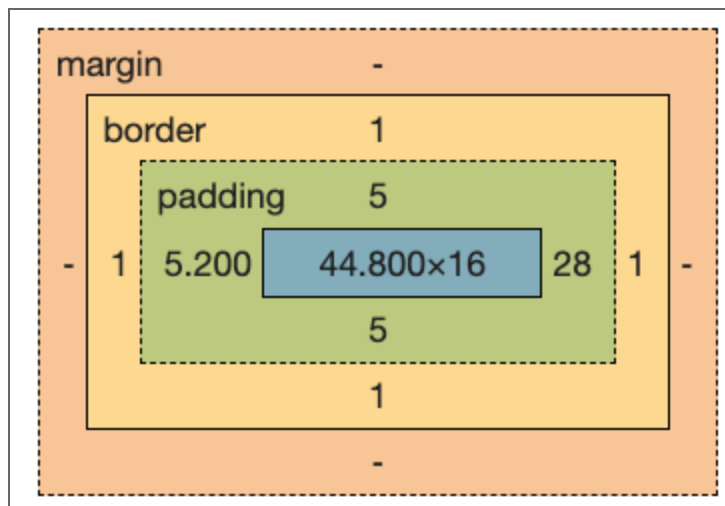 margin -
border 1
padding 5
- 1 5.200 44.800×16 28 1 -
5
1
-